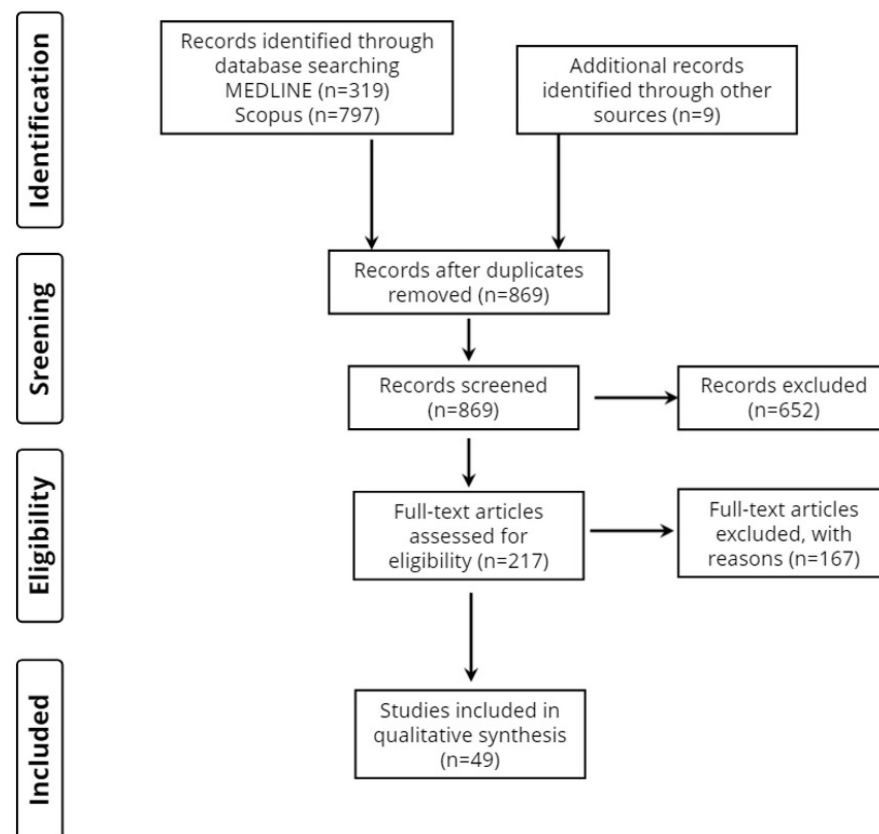 Identification
Records identified through
database searching
MEDLINE (n=319)
Scopus (n=797)
Additional records
identified through other
sources (n=9)
Sreening
Records after duplicates
removed (n=869)
Records screened
(n=869)
Records excluded
(n=652)
Eligibility
Full-text articles
assessed for
eligibility (n=217)
Full-text articles
excluded, with
reasons (n=167)
Included
Studies included in
qualitative synthesis
(n=49)